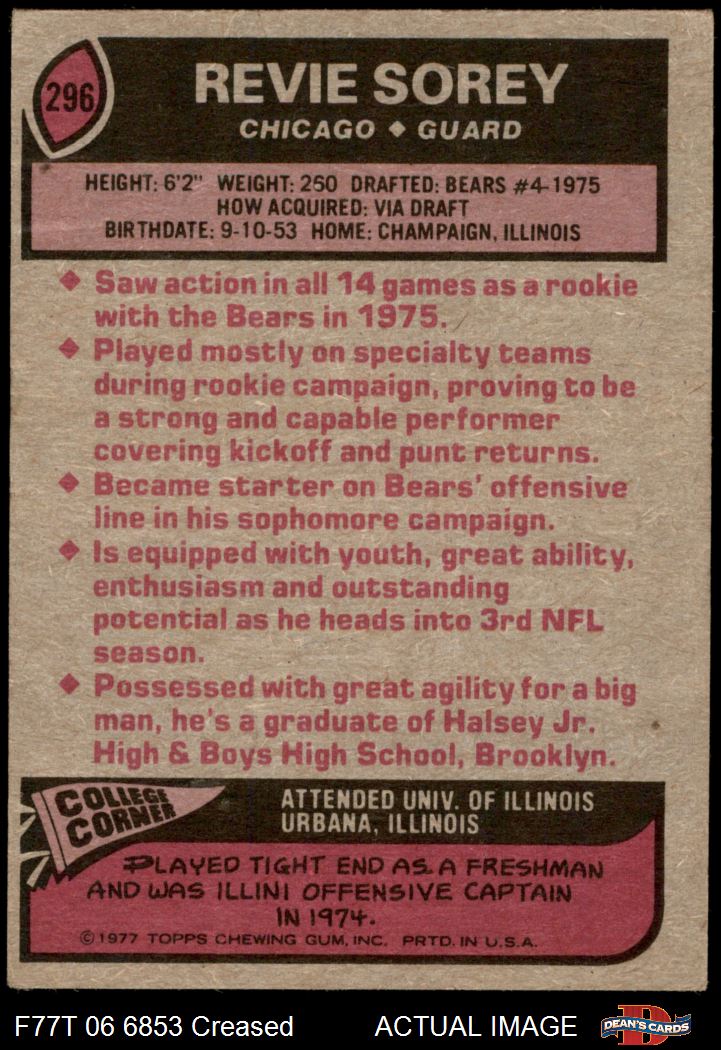 296
REVIE SOREY
CHICAGO ◆ GUARD
HEIGHT: 6'2" WEIGHT: 260 DRAFTED: BEARS #4-1975
HOW ACQUIRED: VIA DRAFT
BIRTHDATE: 9-10-53 HOME: CHAMPAIGN, ILLINOIS
◆ Saw action in all 14 games as a rookie
with the Bears in 1975.
◆ Played mostly on specialty teams
during rookie campaign, proving to be
a strong and capable performer
covering kickoff and punt returns.
◆ Became starter on Bears' offensive
line in his sophomore campaign.
◆ Is equipped with youth, great ability,
enthusiasm and outstanding
potential as he heads into 3rd NFL
season.
◆ Possessed with great agility for a big
man, he's a graduate of Halsey Jr.
High & Boys High School, Brooklyn.
COLLEGE
CORNER
ATTENDED UNIV. OF ILLINOIS
URBANA, ILLINOIS
PLAYED TIGHT END AS A FRESHMAN
AND WAS ILLINI OFFENSIVE CAPTAIN
IN 1974.
©1977 TOPPS CHEWING GUM, INC. PRTD. IN U.S.A.
F77T 06 6853 Creased ACTUAL IMAGE
DEAN'S CARDS